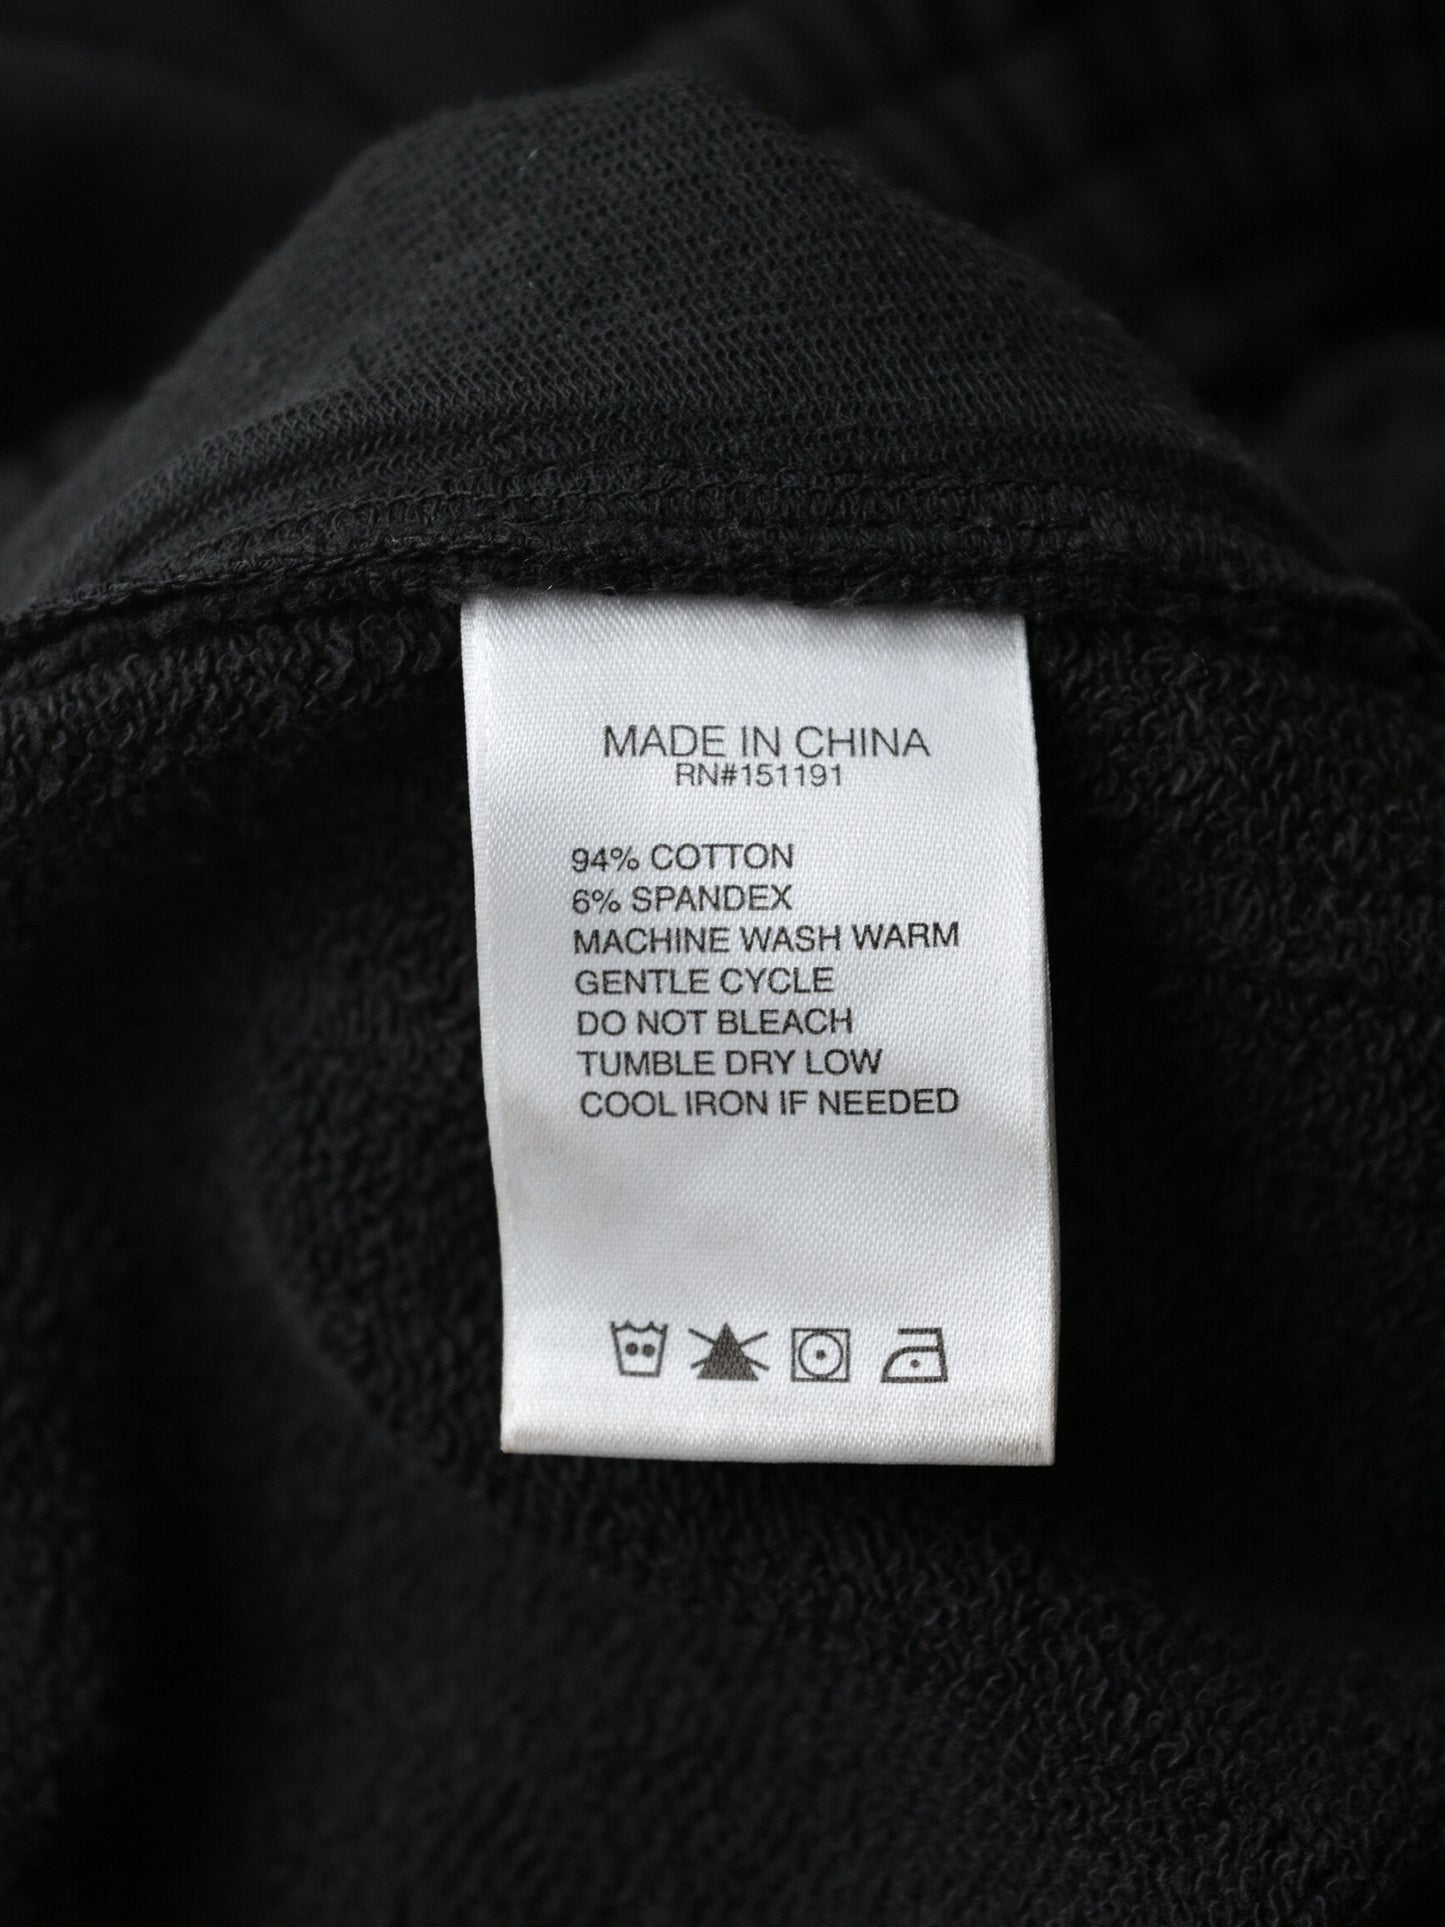 MADE IN CHINA
RN#151191
94% COTTON
6% SPANDEX
MACHINE WASH WARM
GENTLE CYCLE
DO NOT BLEACH
TUMBLE DRY LOW
COOL IRON IF NEEDED